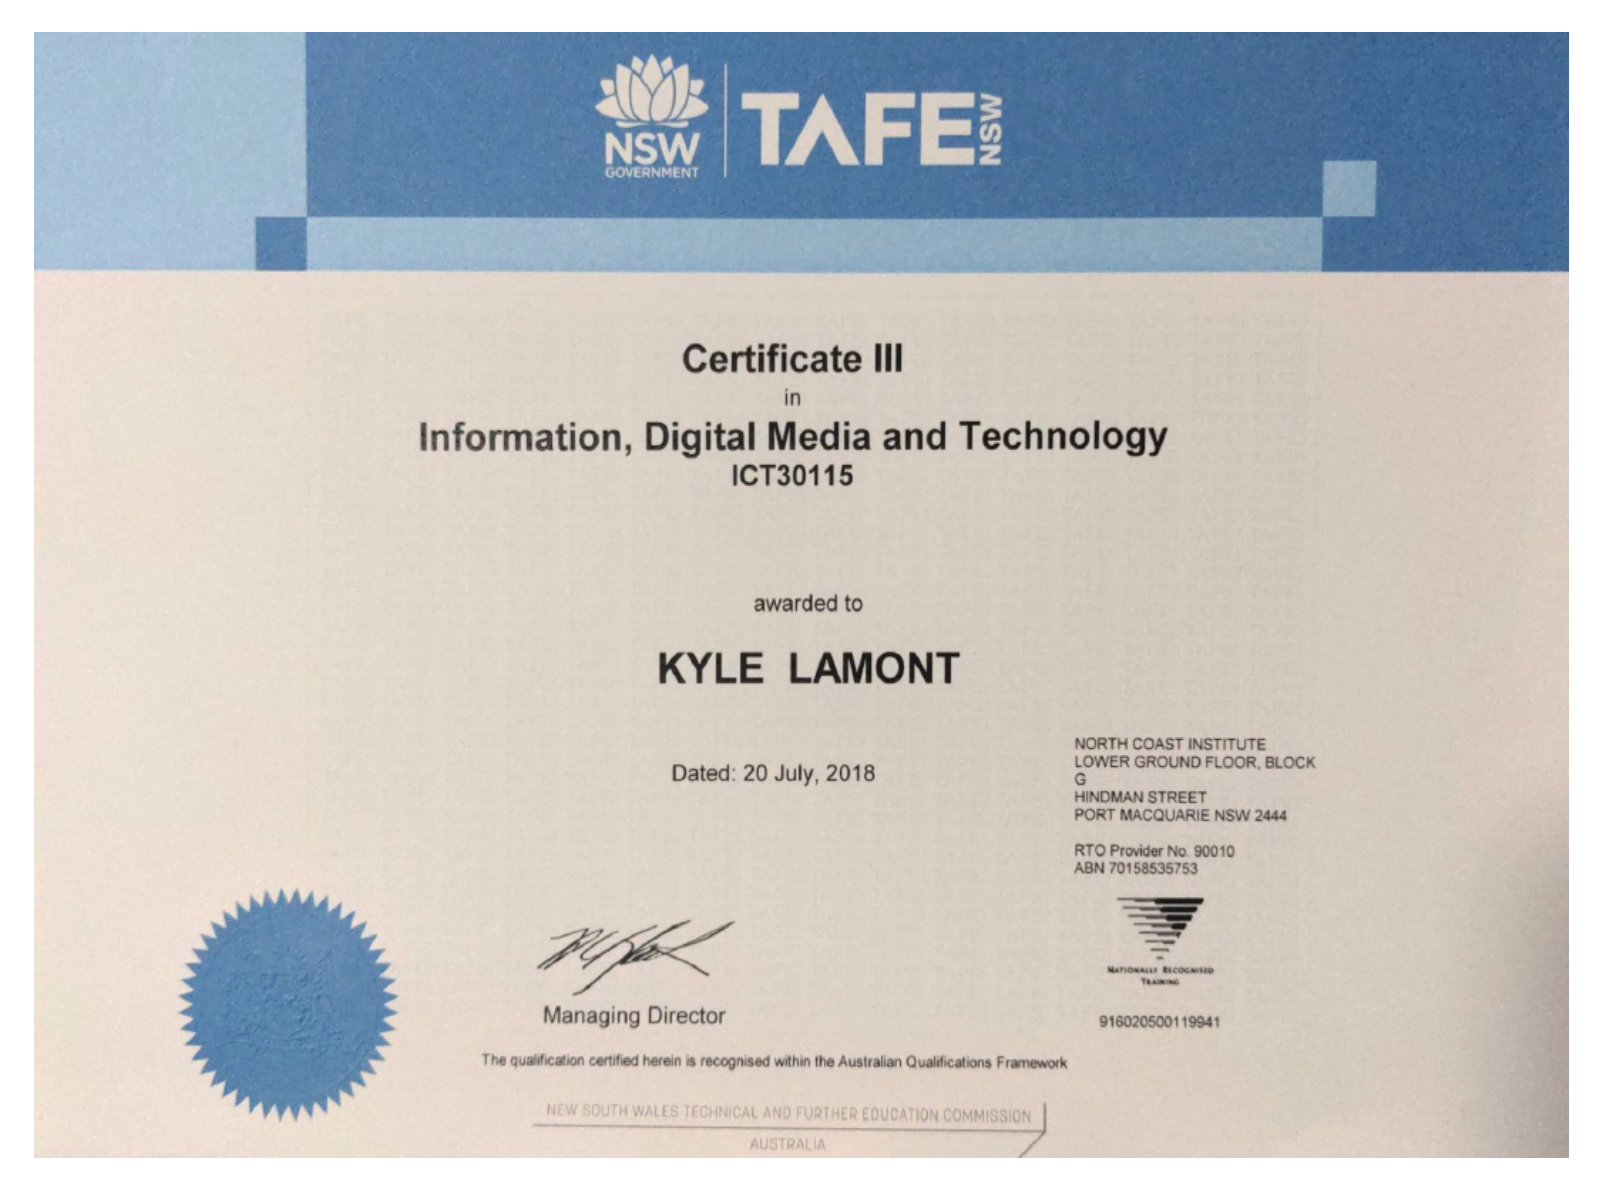 NSW
GOVERNMENT
TAFE NSW
Certificate III
in
Information, Digital Media and Technology
ICT30115
awarded to
KYLE LAMONT
Dated: 20 July, 2018
NORTH COAST INSTITUTE
LOWER GROUND FLOOR, BLOCK
G
HINDMAN STREET
PORT MACQUARIE NSW 2444
RTO Provider No. 90010
ABN 70158535753
NATIONALLY RECOGNISED
TRAINING
916020500119941
Managing Director
The qualification certified herein is recognised within the Australian Qualifications Framework
NEW SOUTH WALES TECHNICAL AND FURTHER EDUCATION COMMISSION
AUSTRALIA